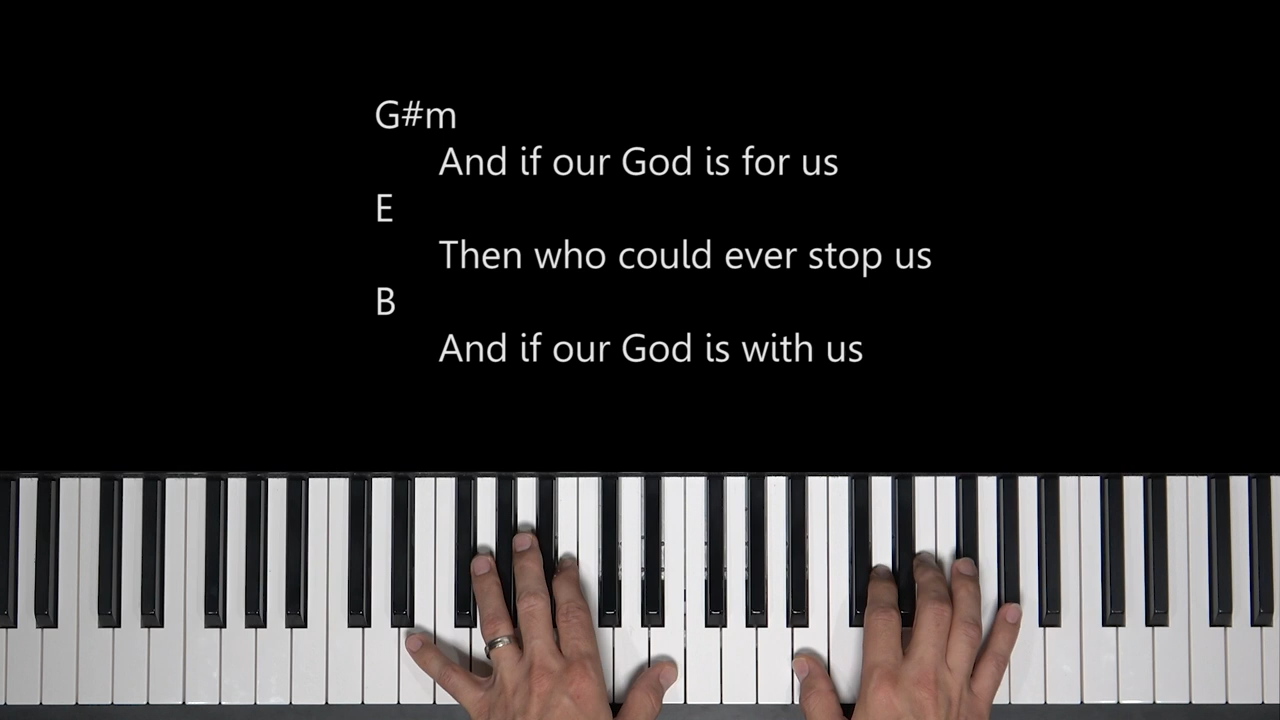 G#m
And if our God is for us
E
Then who could ever stop us
B
And if our God is with us